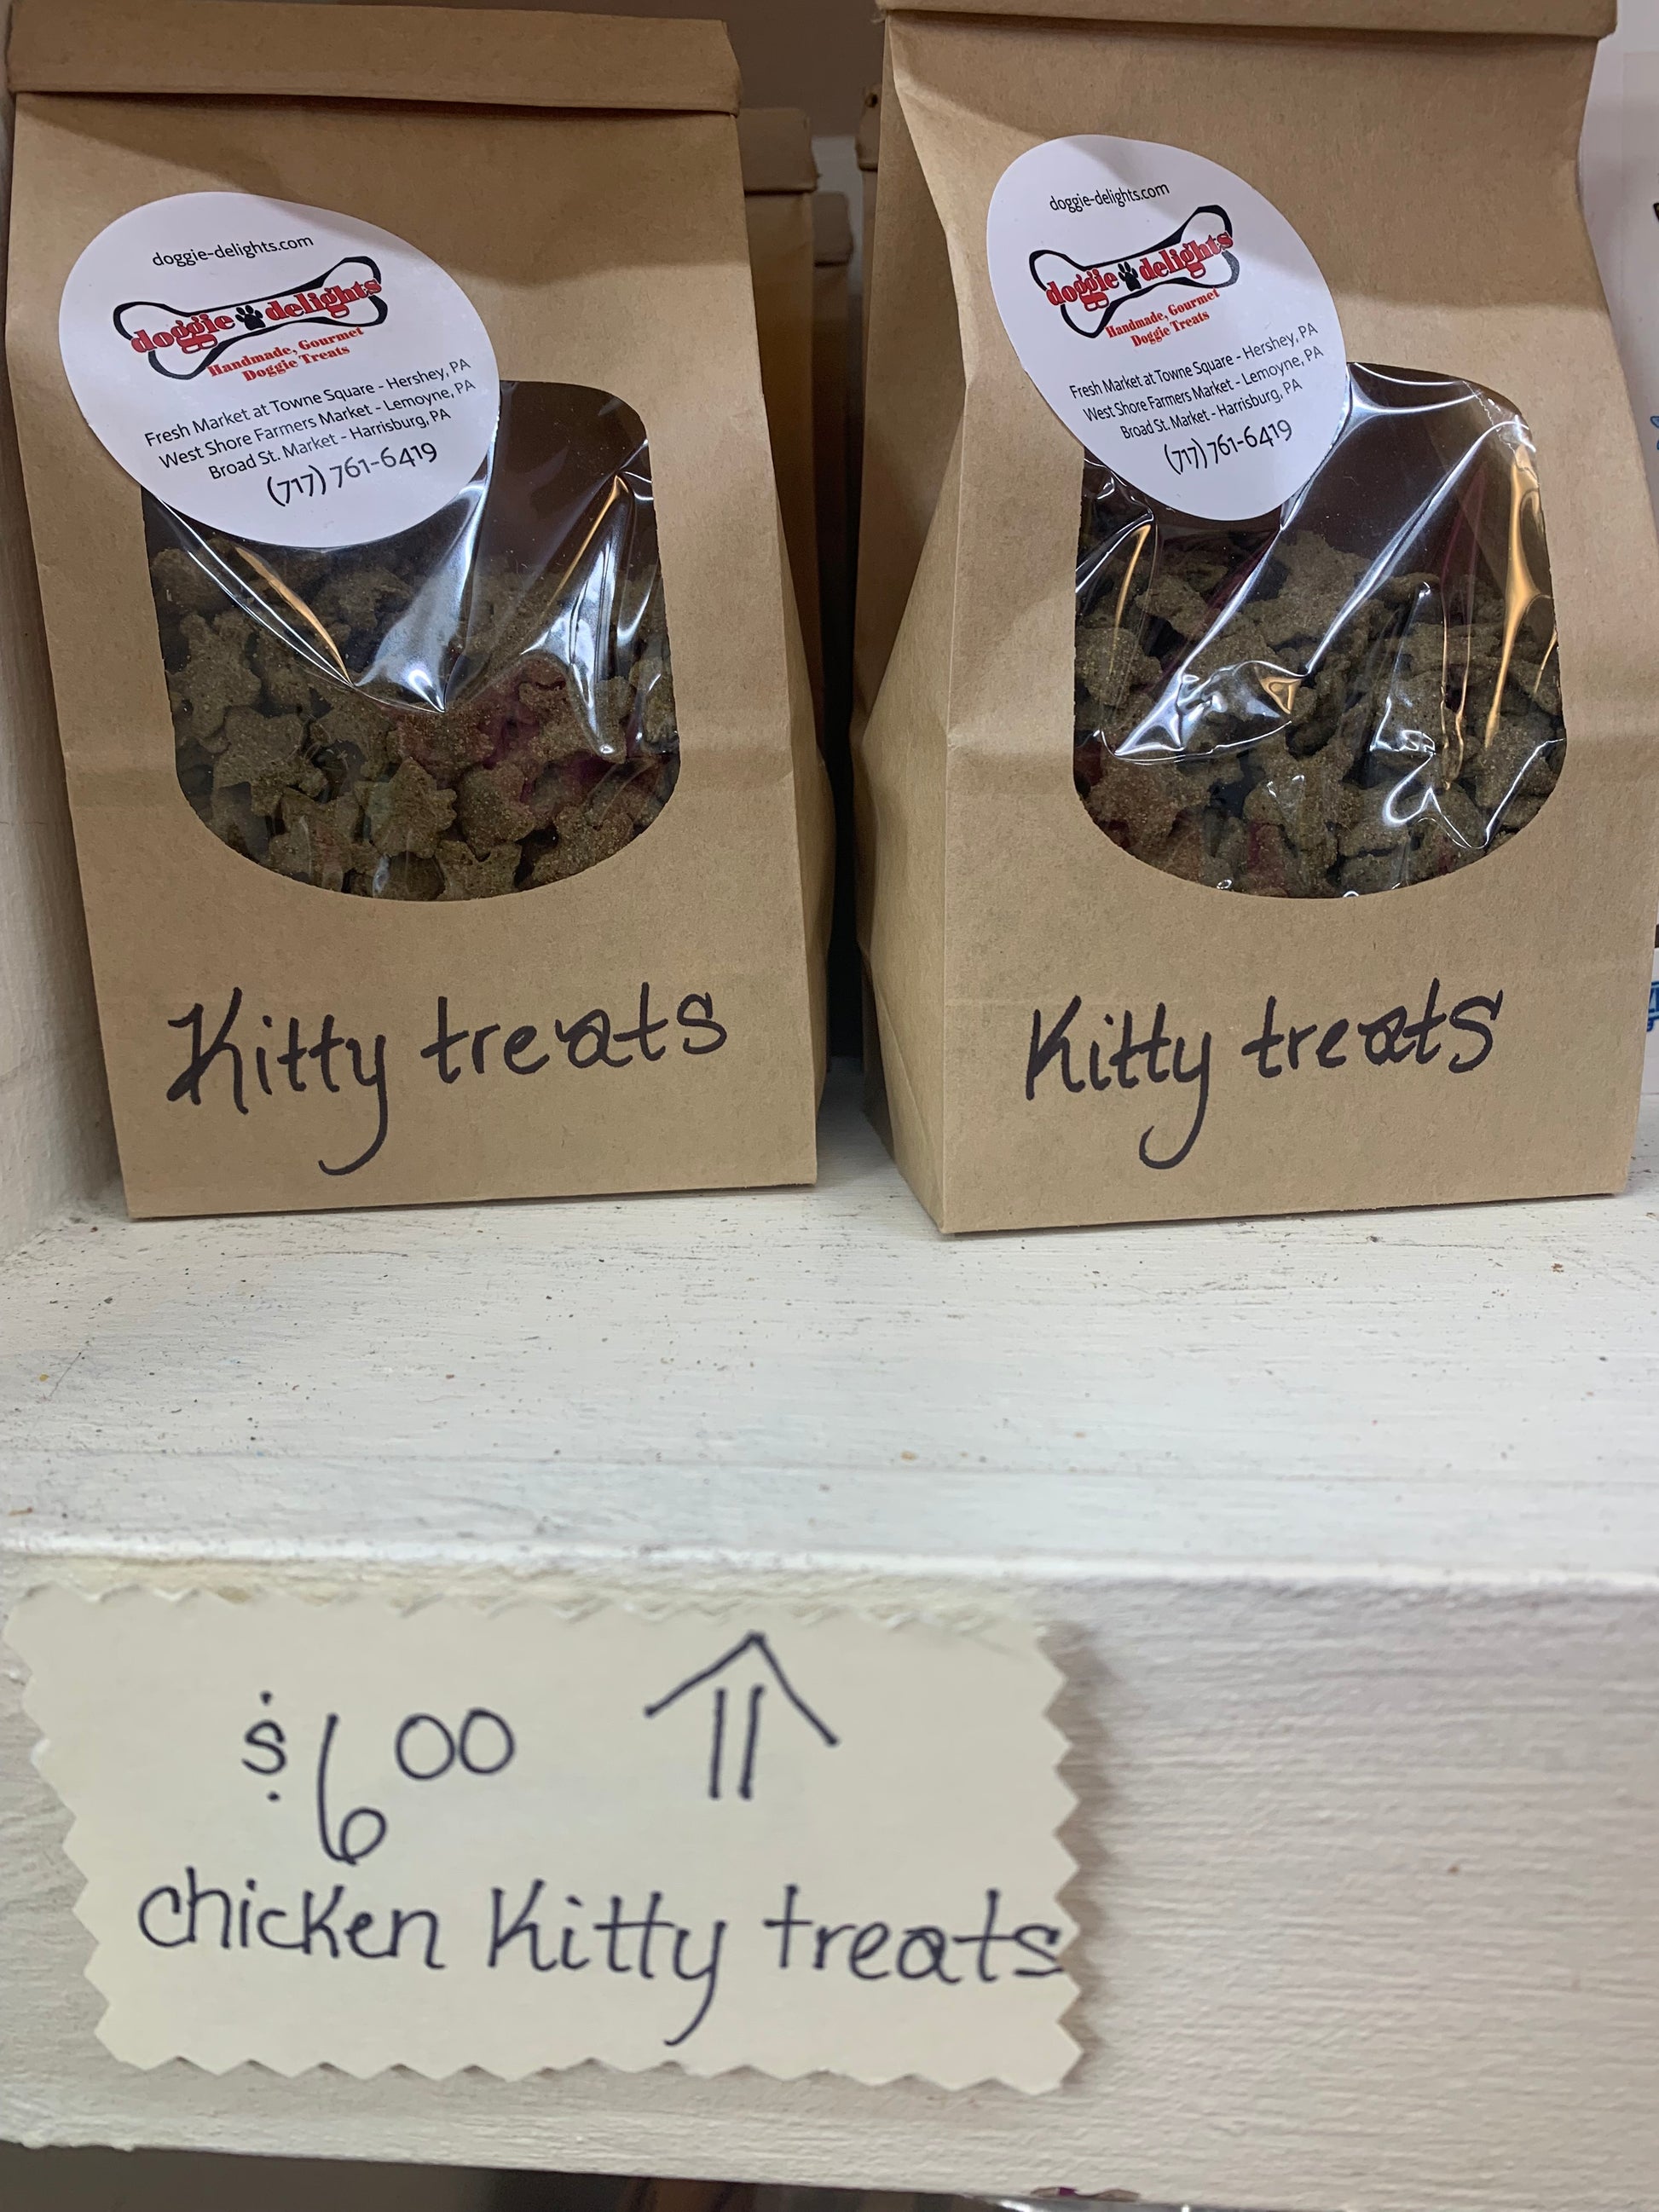 doggie-delights.com
doggie delights
Handmade, Gourmet
Doggie Treats
Fresh Market at Towne Square - Hershey, PA
West Shore Farmers Market - Lemoyne, PA
Broad St. Market - Harrisburg, PA
(717) 761-6419
Kitty treats
doggie-delights.com
doggie delights
Handmade, Gourmet
Doggie Treats
Fresh Market at Towne Square - Hershey, PA
West Shore Farmers Market - Lemoyne, PA
Broad St. Market - Harrisburg, PA
(717) 761-6419
Kitty treats
$6 00
chicken Kitty treats